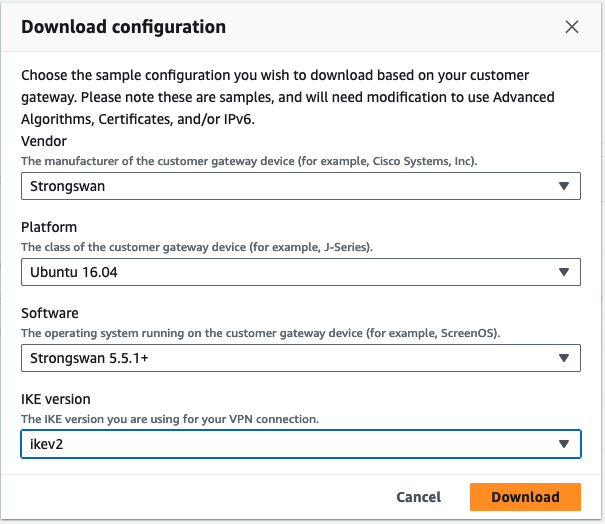 Download configuration
Choose the sample configuration you wish to download based on your customer
gateway. Please note these are samples, and will need modification to use Advanced
Algorithms, Certificates, and/or IPv6.
Vendor
The manufacturer of the customer gateway device (for example, Cisco Systems, Inc).
Strongswan
Platform
The class of the customer gateway device (for example, J-Series).
Ubuntu 16.04
Software
The operating system running on the customer gateway device (for example, ScreenOS).
Strongswan 5.5.1+
IKE version
The IKE version you are using for your VPN connection.
ikev2
Cancel Download